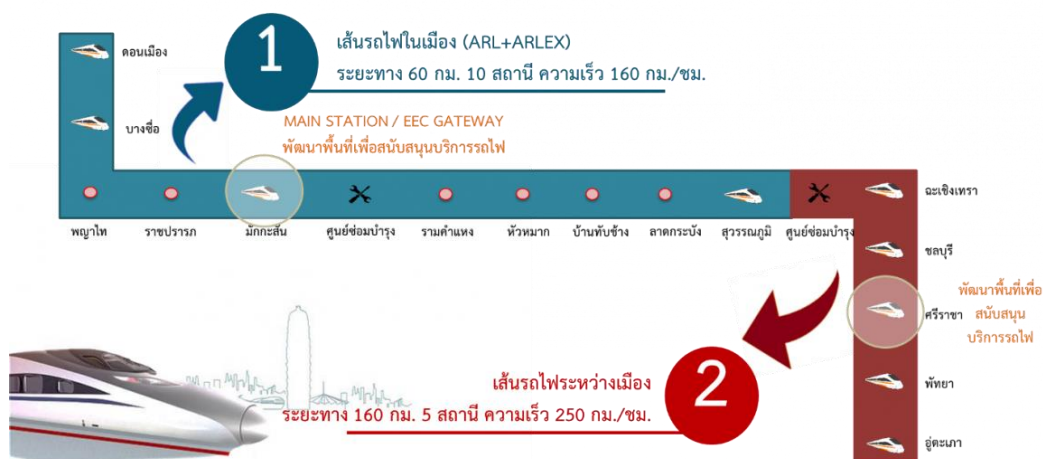 1
เส้นรถไฟในเมือง (ARL+ARLEX)
ระยะทาง 60 กม. 10 สถานี ความเร็ว 160 กม./ชม.
ดอนเมือง
บางซื่อ
MAIN STATION / EEC GATEWAY
พัฒนาพื้นที่เพื่อสนับสนุนบริการรถไฟ
พญาไท
ราชปรารภ
มักกะสัน
ศูนย์ซ่อมบำรุง
รามคำแหง
หัวหมาก
บ้านทับช้าง
ลาดกระบัง
สุวรรณภูมิ
ศูนย์ซ่อมบำรุง
ฉะเชิงเทรา
ชลบุรี
ศรีราชา
พัฒนาพื้นที่เพื่อ
สนับสนุน
บริการรถไฟ
พัทยา
อู่ตะเภา
2
เส้นรถไฟระหว่างเมือง
ระยะทาง 160 กม. 5 สถานี ความเร็ว 250 กม./ชม.